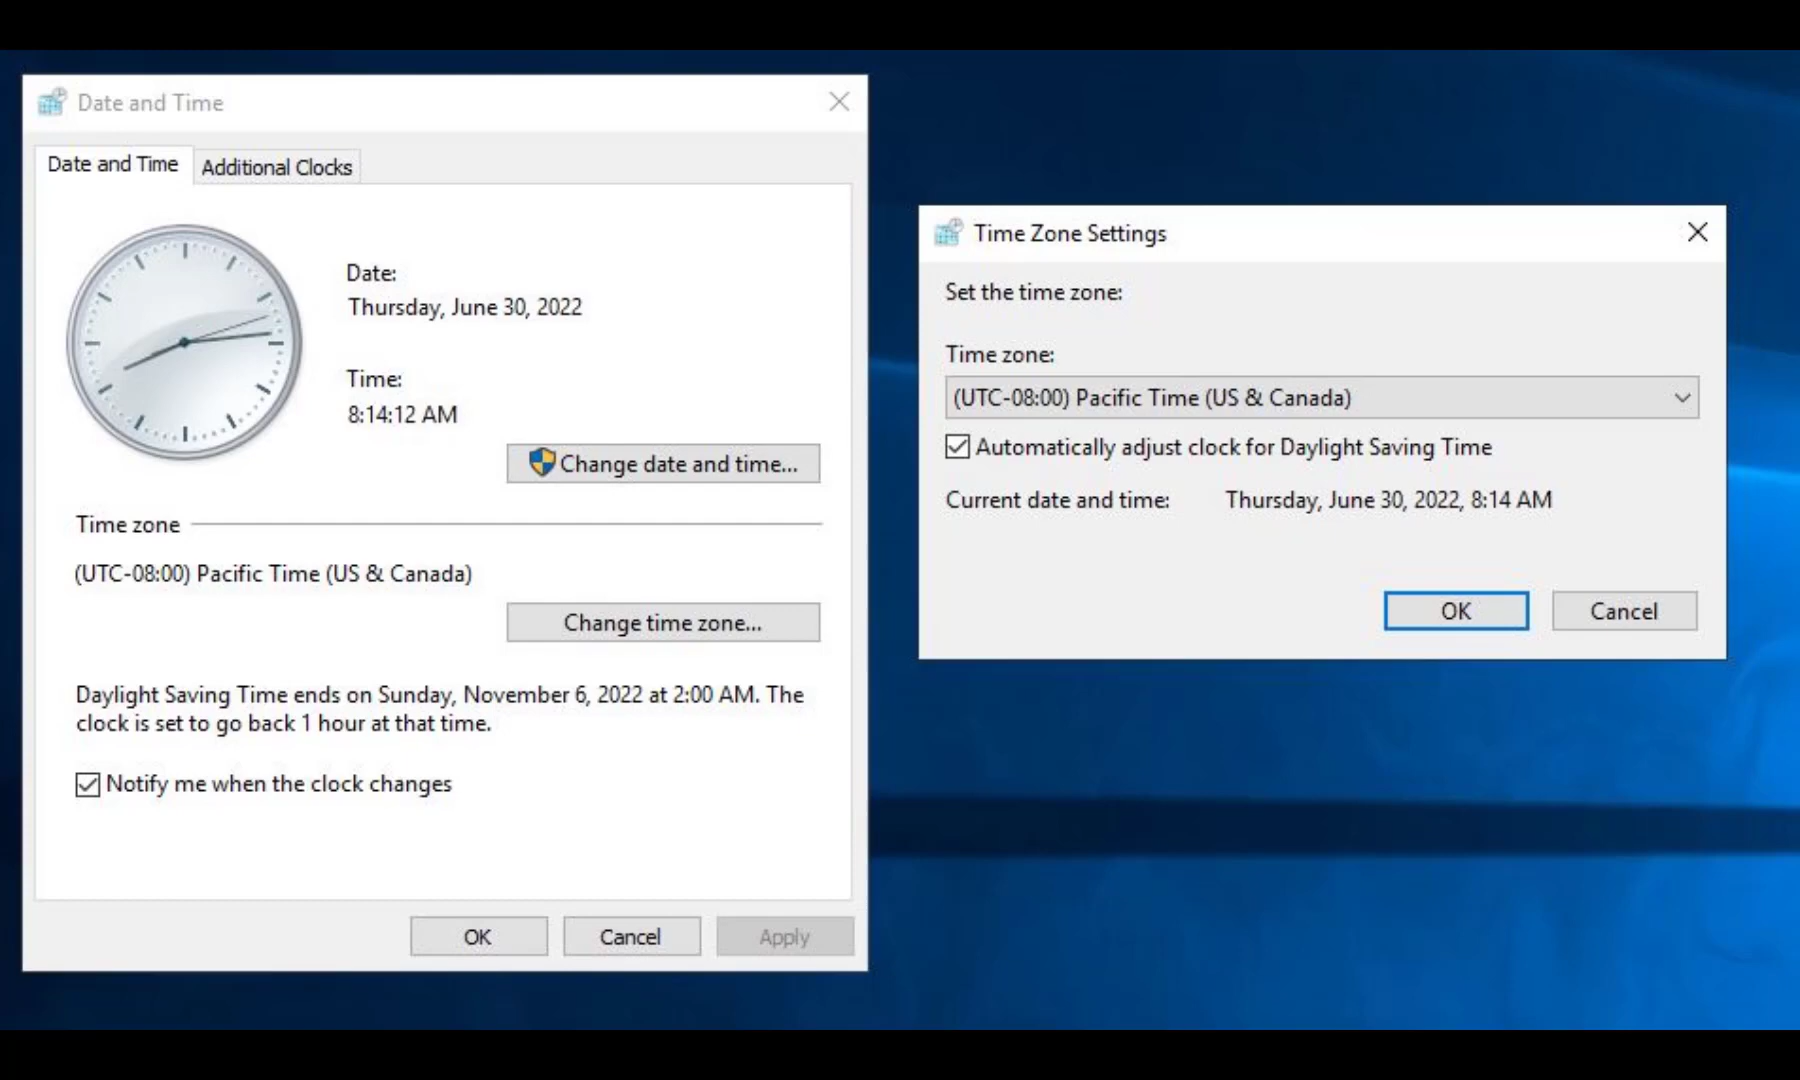 Date and Time
Date and Time
Additional Clocks
Date:
Thursday, June 30, 2022
Time:
8:14:12 AM
Change date and time...
Time zone
(UTC-08:00) Pacific Time (US & Canada)
Change time zone...
Daylight Saving Time ends on Sunday, November 6, 2022 at 2:00 AM. The
clock is set to go back 1 hour at that time.
Notify me when the clock changes
OK
Cancel
Apply
Time Zone Settings
Set the time zone:
Time zone:
(UTC-08:00) Pacific Time (US & Canada)
Automatically adjust clock for Daylight Saving Time
Current date and time:
Thursday, June 30, 2022, 8:14 AM
OK
Cancel